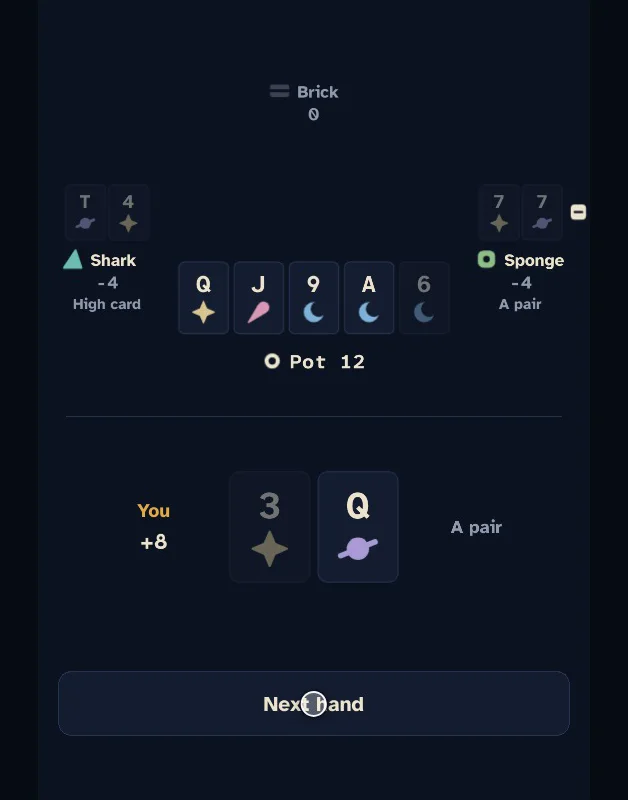 Brick
0
T 4
7 7
Shark
-4
High card
Sponge
-4
A pair
Q J 9 A 6
Pot 12
You
+8
3 Q
A pair
Next hand